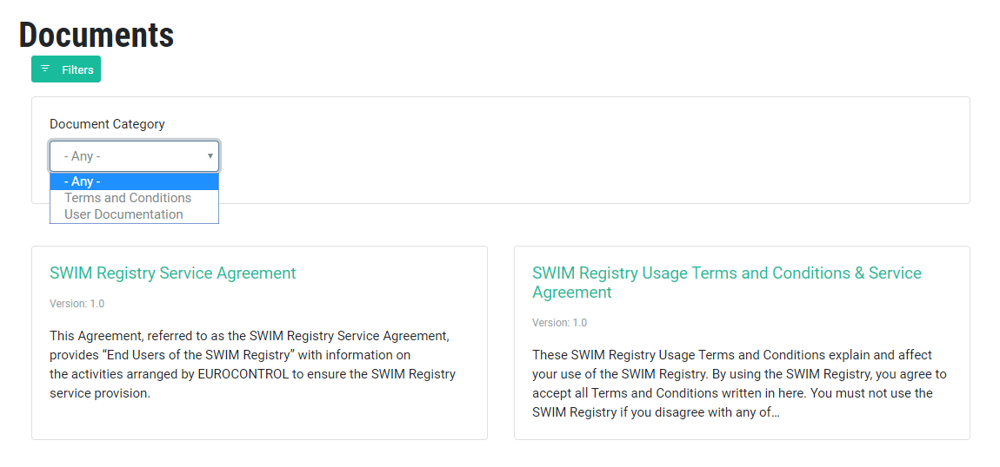 Documents
Filters
Document Category
- Any -
- Any -
Terms and Conditions
User Documentation
SWIM Registry Service Agreement
Version: 1.0
This Agreement, referred to as the SWIM Registry Service Agreement,
provides “End Users of the SWIM Registry” with information on
the activities arranged by EUROCONTROL to ensure the SWIM Registry
service provision.
SWIM Registry Usage Terms and Conditions & Service
Agreement
Version: 1.0
These SWIM Registry Usage Terms and Conditions explain and affect
your use of the SWIM Registry. By using the SWIM Registry, you agree to
accept all Terms and Conditions written in here. You must not use the
SWIM Registry if you disagree with any of…